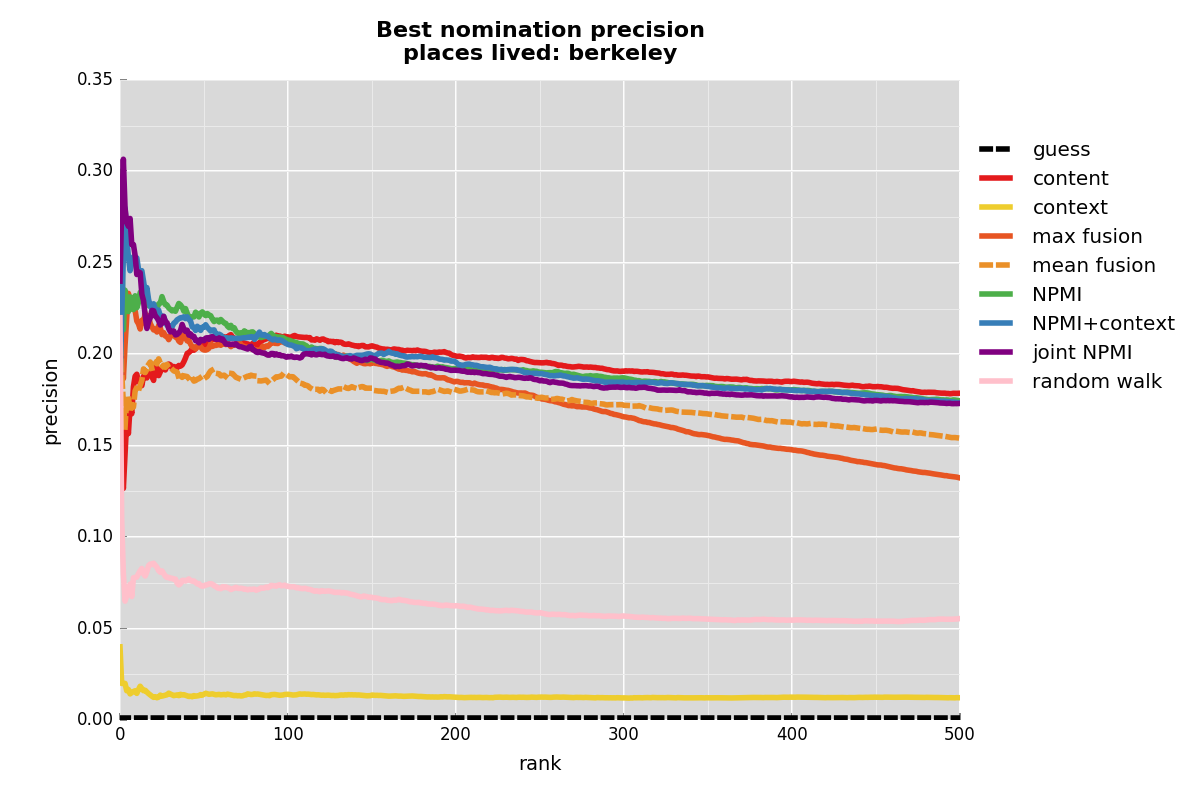 Best nomination precision
places lived: berkeley
precision
0.35
0.30
0.25
0.20
0.15
0.10
0.05
0.00
0 100 200 300 400 500
rank
guess
content
context
max fusion
mean fusion
NPMI
NPMI+context
joint NPMI
random walk